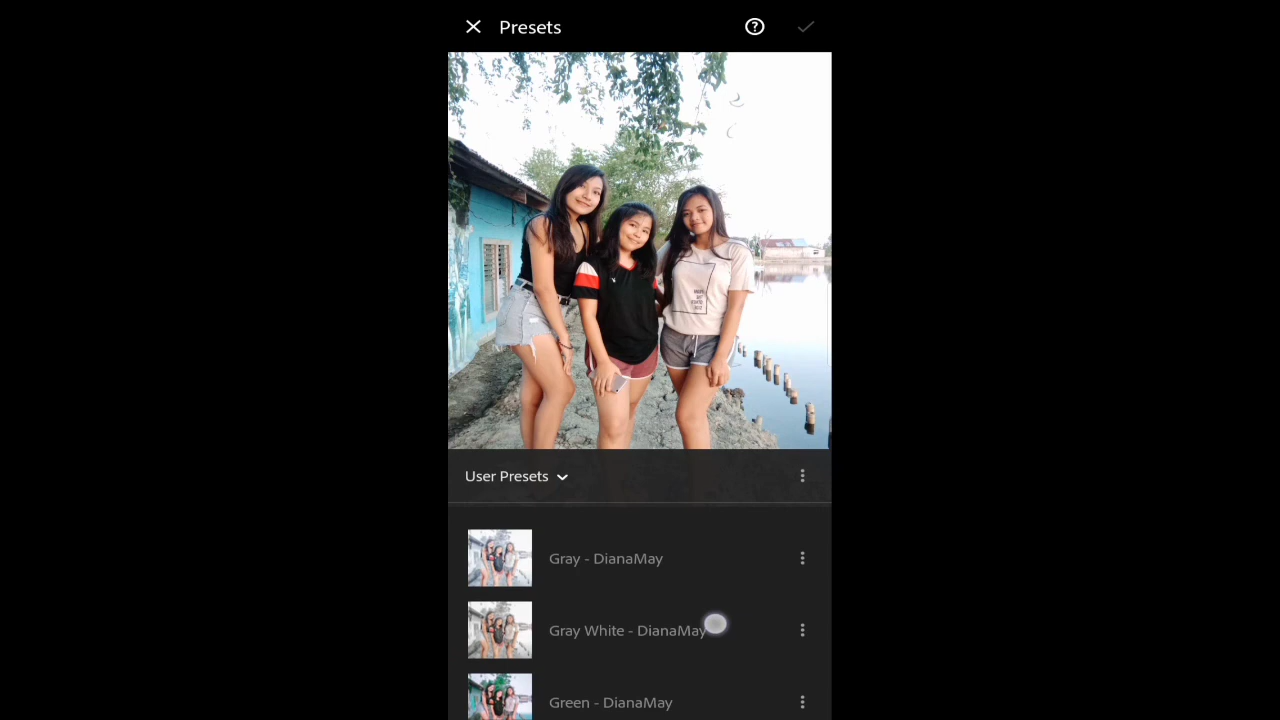 Presets
User Presets
Gray - DianaMay
Gray White - DianaMay
Green - DianaMay